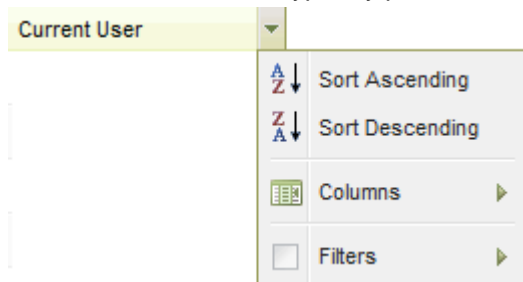 Current User
Sort Ascending
Sort Descending
Columns
Filters